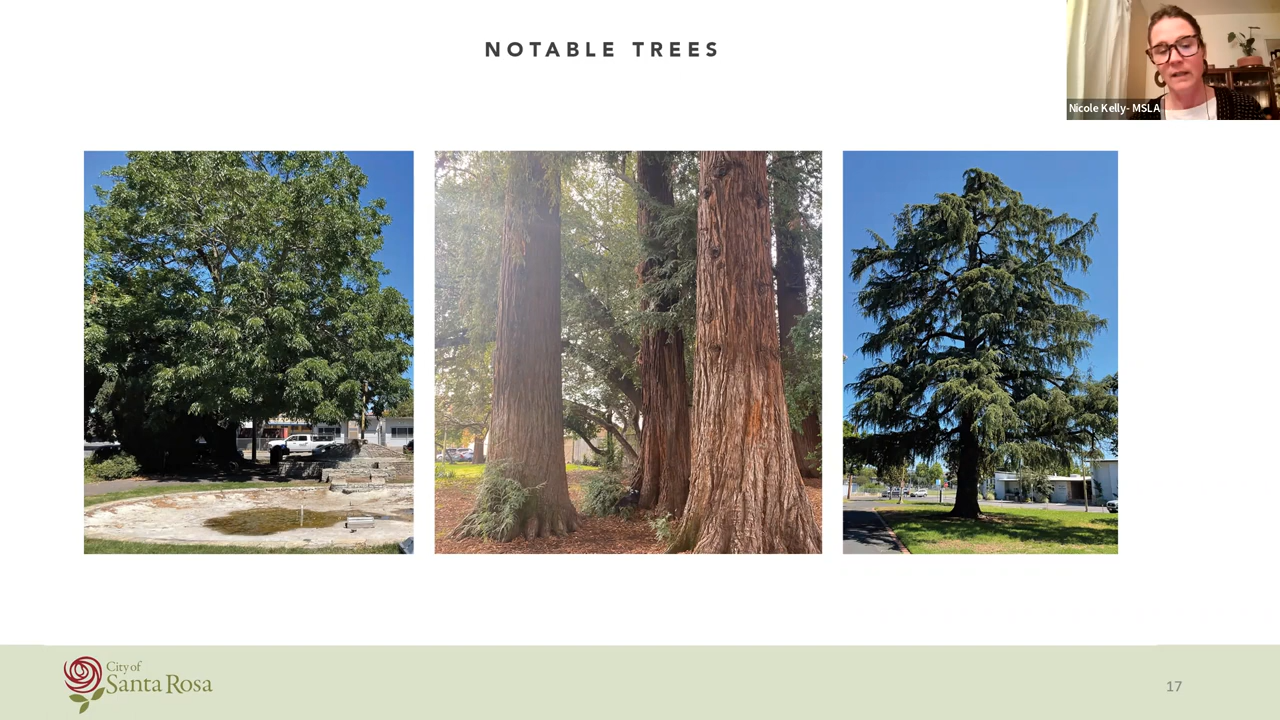 NOTABLE TREES
Nicole Kelly- MSLA
City of
Santa Rosa
17